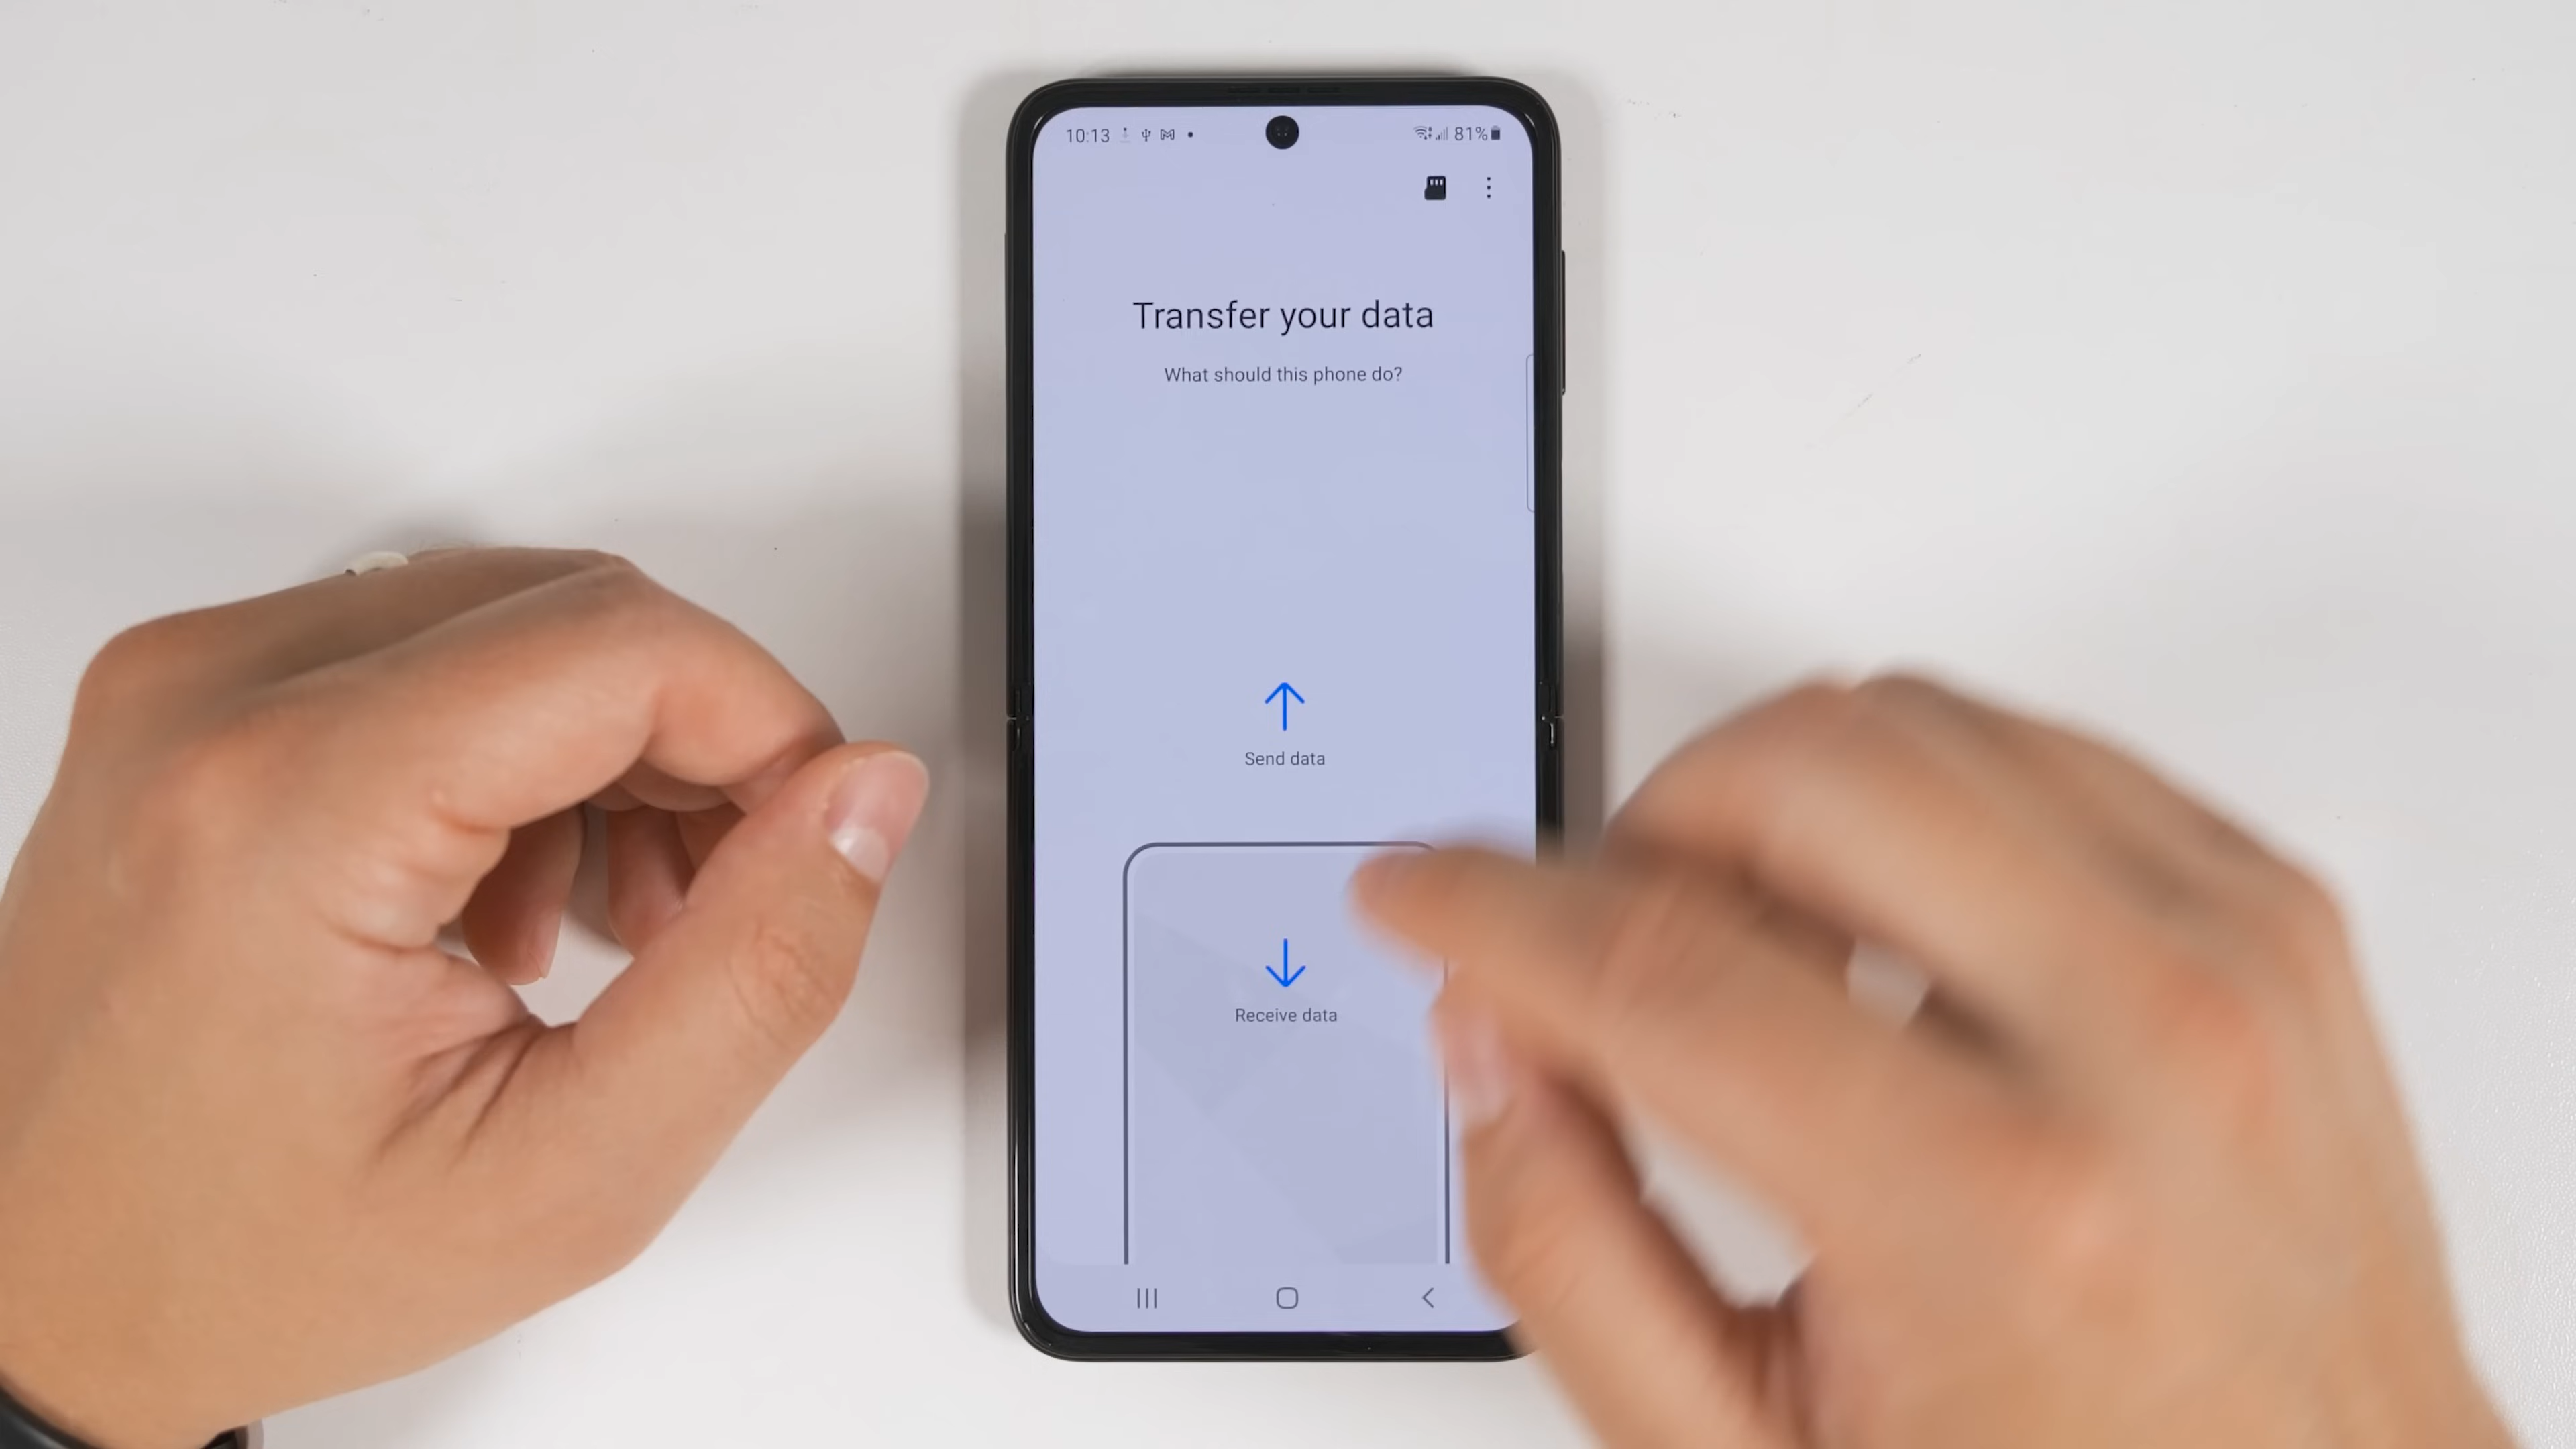 10:13
81%
Transfer your data
What should this phone do?
Send data
Receive data